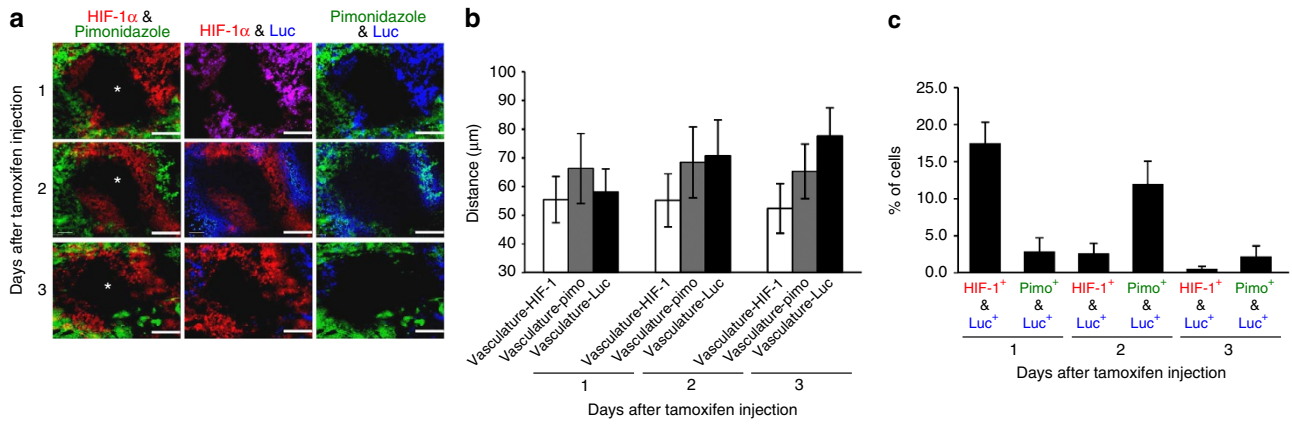 a
HIF-1α &
Pimonidazole
HIF-1α & Luc
Pimonidazole
& Luc
Days after tamoxifen injection
1
*
2
*
3
*
b
Distance (μm)
100
90
80
70
60
50
40
30
Vasculature-HIF-1
Vasculature-pimo
Vasculature-Luc
Vasculature-HIF-1
Vasculature-pimo
Vasculature-Luc
Vasculature-HIF-1
Vasculature-pimo
Vasculature-Luc
1
2
3
Days after tamoxifen injection
c
% of cells
25.0
20.0
15.0
10.0
5.0
0.0
HIF-1⁺ Pimo⁺ HIF-1⁺ Pimo⁺ HIF-1⁺ Pimo⁺
& & & & & &
Luc⁺ Luc⁺ Luc⁺ Luc⁺ Luc⁺ Luc⁺
1 2 3
Days after tamoxifen injection